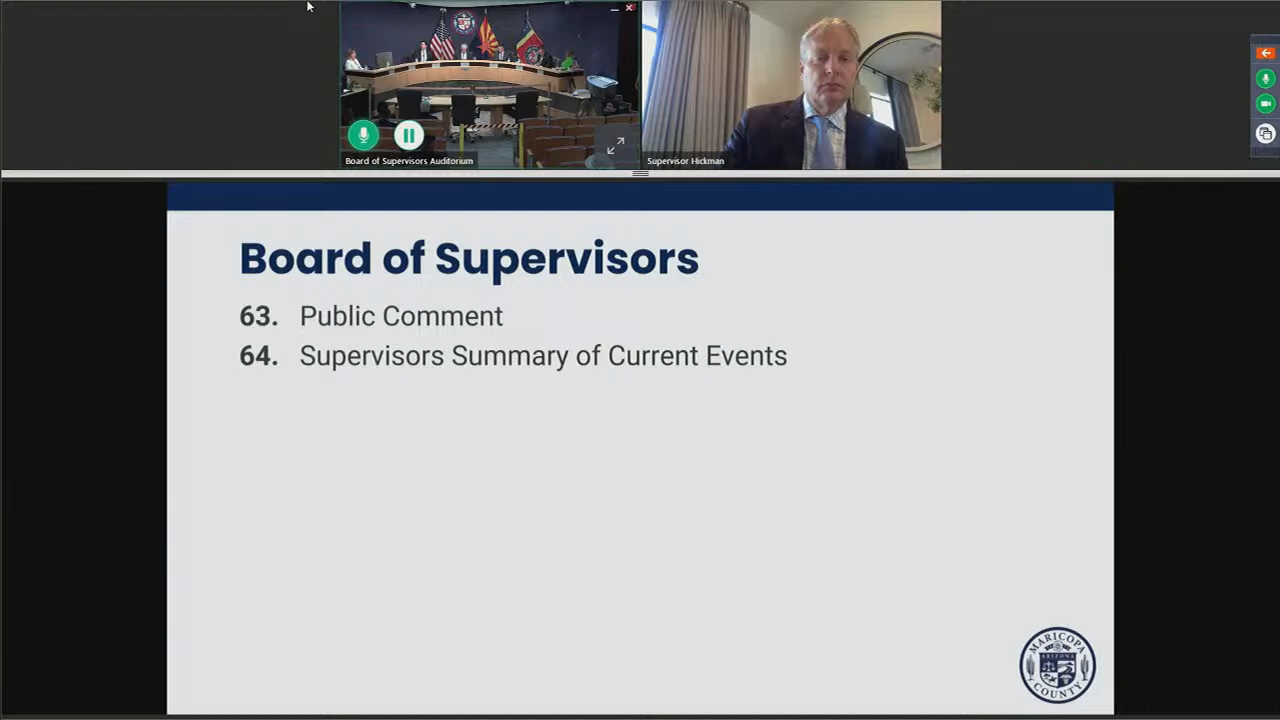 Board of Supervisors Auditorium
Supervisor Hickman
Board of Supervisors
63. Public Comment
64. Supervisors Summary of Current Events
MARICOPA
ARIZONA
COUNTY